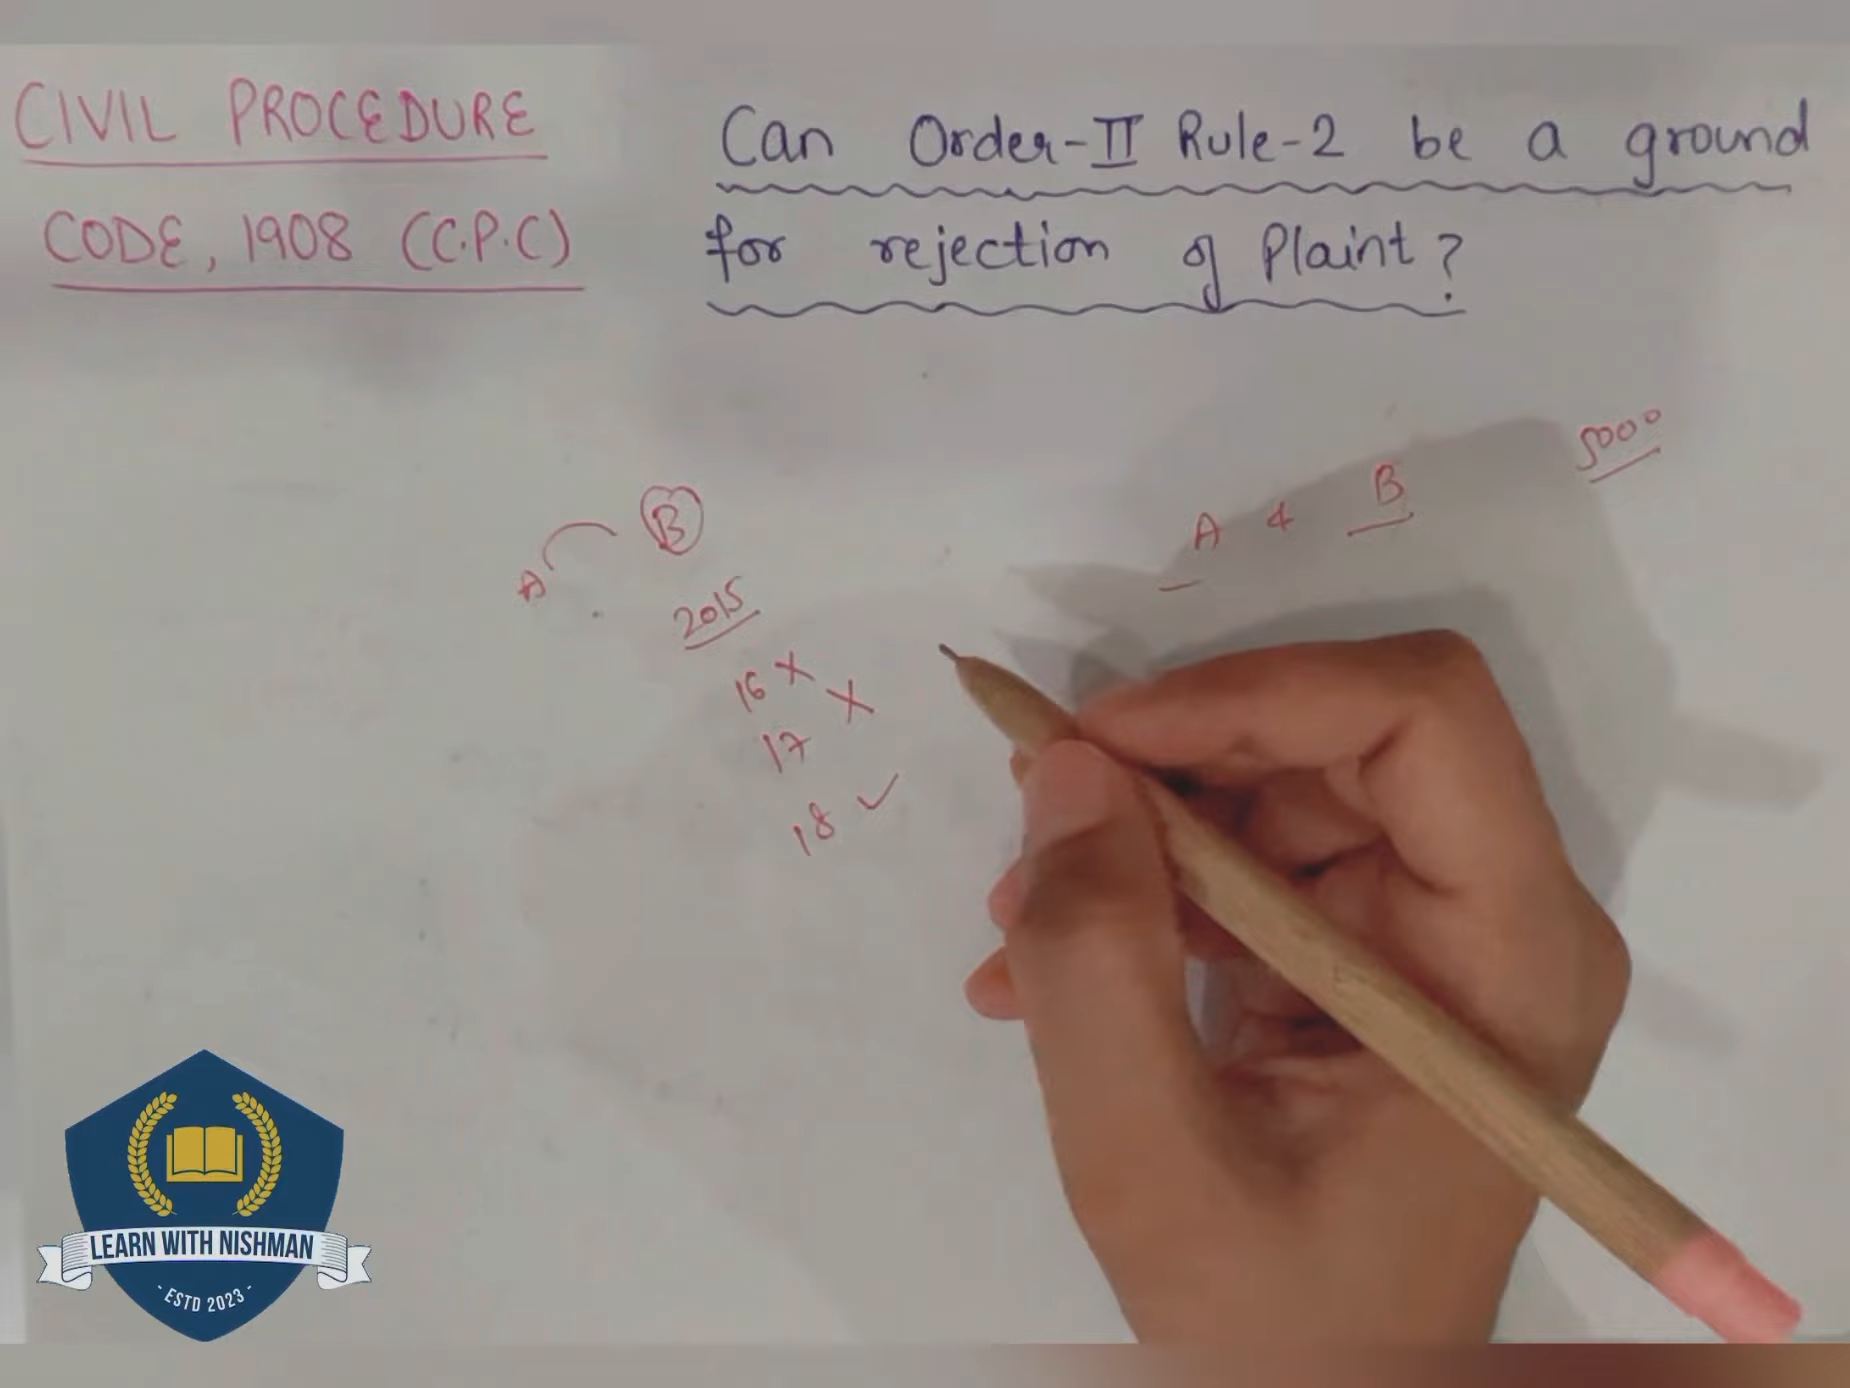 CIVIL PROCEDURE
CODE, 1908 (C.P.C)
Can Order-II Rule-2 be a ground
for rejection of Plaint?
5000
A & B
A B
2015
16 X X
17
18 ✓
LEARN WITH NISHMAN
- ESTD 2023 -